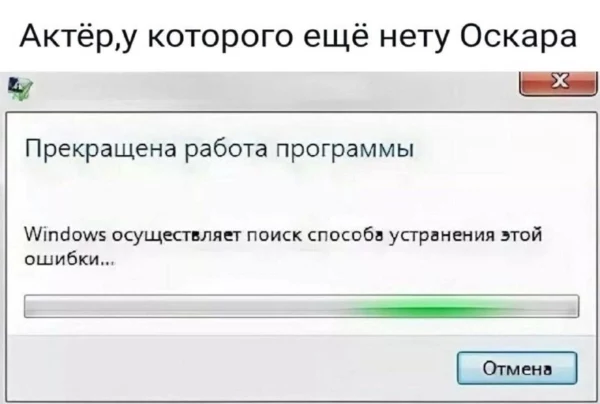 Актёр,у которого ещё нету Оскара
Прекращена работа программы
Windows осуществляет поиск способа устранения этой
ошибки...
Отмена